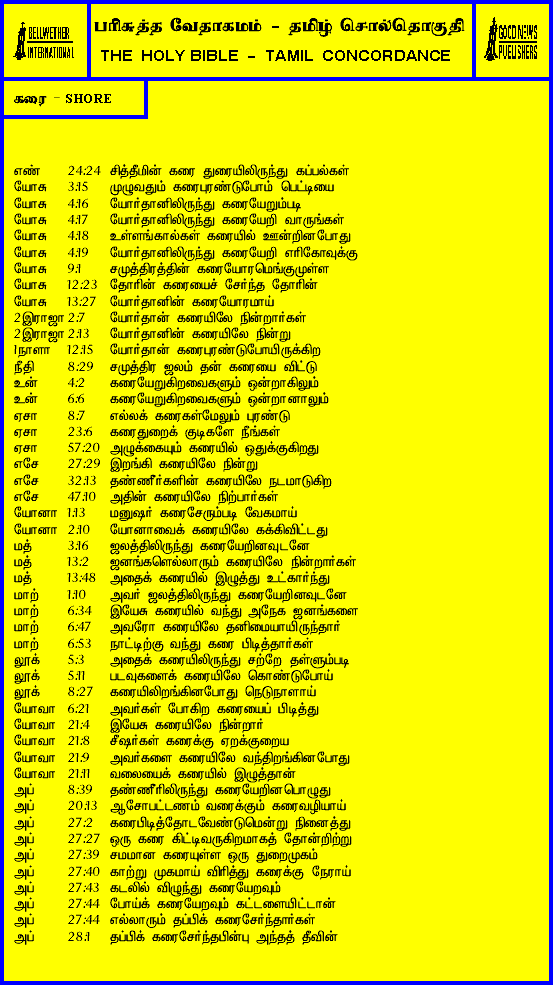 BELLWETHER
INTERNATIONAL
பரிசுத்த வேதாகமம் - தமிழ் சொல்தொகுதி
THE HOLY BIBLE - TAMIL CONCORDANCE
GOOD NEWS
PUBLISHERS
கரை - SHORE
எண் 24:24 சித்தீமின் கரை துரையிலிருந்து கப்பல்கள்
யோசு 3:15 முழுவதும் கரைபுரண்டுபோம் பெட்டியை
யோசு 4:16 யோர்தானிலிருந்து கரையேறும்படி
யோசு 4:17 யோர்தானிலிருந்து கரையேறி வாருங்கள்
யோசு 4:18 உள்ளங்கால்கள் கரையில் ஊன்றினபோது
யோசு 4:19 யோர்தானிலிருந்து கரையேறி எரிகோவுக்கு
யோசு 9:1 சமுத்திரத்தின் கரையோரமெங்குமுள்ள
யோசு 12:23 தோரின் கரையைச் சேர்ந்த தோரின்
யோசு 13:27 யோர்தானின் கரையோரமாய்
2இராஜா 2:7 யோர்தான் கரையிலே நின்றார்கள்
2இராஜா 2:13 யோர்தானின் கரையிலே நின்று
1நாளா 12:15 யோர்தான் கரைபுரண்டுபோயிருக்கிற
நீதி 8:29 சமுத்திர ஜலம் தன் கரையை விட்டு
உன் 4:2 கரையேறுகிறவைகளும் ஒன்றாகிலும்
உன் 6:6 கரையேறுகிறவைகளும் ஒன்றானாலும்
ஏசா 8:7 எல்லக் கரைகள்மேலும் புரண்டு
ஏசா 23:6 கரைதுறைக் குடிகளே நீங்கள்
ஏசா 57:20 அழுக்கையும் கரையில் ஒதுக்குகிறது
எசே 27:29 இறங்கி கரையிலே நின்று
எசே 32:13 தண்ணீர்களின் கரையிலே நடமாடுகிற
எசே 47:10 அதின் கரையிலே நிற்பார்கள்
யோனா 1:13 மனுஷர் கரைசேரும்படி வேகமாய்
யோனா 2:10 யோனாவைக் கரையிலே கக்கிவிட்டது
மத் 3:16 ஜலத்திலிருந்து கரையேறினவுடனே
மத் 13:2 ஜனங்களெல்லாரும் கரையிலே நின்றார்கள்
மத் 13:48 அதைக் கரையில் இழுத்து உட்கார்ந்து
மாற் 1:10 அவர் ஜலத்திலிருந்து கரையேறினவுடனே
மாற் 6:34 இயேசு கரையில் வந்து அநேக ஜனங்களை
மாற் 6:47 அவரோ கரையிலே தனிமையாயிருந்தார்
மாற் 6:53 நாட்டிற்கு வந்து கரை பிடித்தார்கள்
லூக் 5:3 அதைக் கரையிலிருந்து சற்றே தள்ளும்படி
லூக் 5:11 படவுகளைக் கரையிலே கொண்டுபோய்
லூக் 8:27 கரையிலிறங்கினபோது நெடுநாளாய்
யோவா 6:21 அவர்கள் போகிற கரையைப் பிடித்து
யோவா 21:4 இயேசு கரையிலே நின்றார்
யோவா 21:8 சீஷர்கள் கரைக்கு ஏறக்குறைய
யோவா 21:9 அவர்களை கரையிலே வந்திறங்கினபோது
யோவா 21:11 வலையைக் கரையில் இழுத்தான்
அப் 8:39 தண்ணீரிலிருந்து கரையேறினபொழுது
அப் 20:13 ஆசோபட்டணம் வரைக்கும் கரைவழியாய்
அப் 27:2 கரைபிடித்தோடவேண்டுமென்று நினைத்து
அப் 27:27 ஒரு கரை கிட்டிவருகிறமாகத் தோன்றிற்று
அப் 27:39 சமமான கரையுள்ள ஒரு துறைமுகம்
அப் 27:40 காற்று முகமாய் விரித்து கரைக்கு நேராய்
அப் 27:43 கடலில் விழுந்து கரையேறவும்
அப் 27:44 போய்க் கரையேறவும் கட்டளையிட்டான்
அப் 27:44 எல்லாரும் தப்பிக் கரைசேர்ந்தார்கள்
அப் 28:1 தப்பிக் கரைசேர்ந்தபின்பு அந்தத் தீவின்